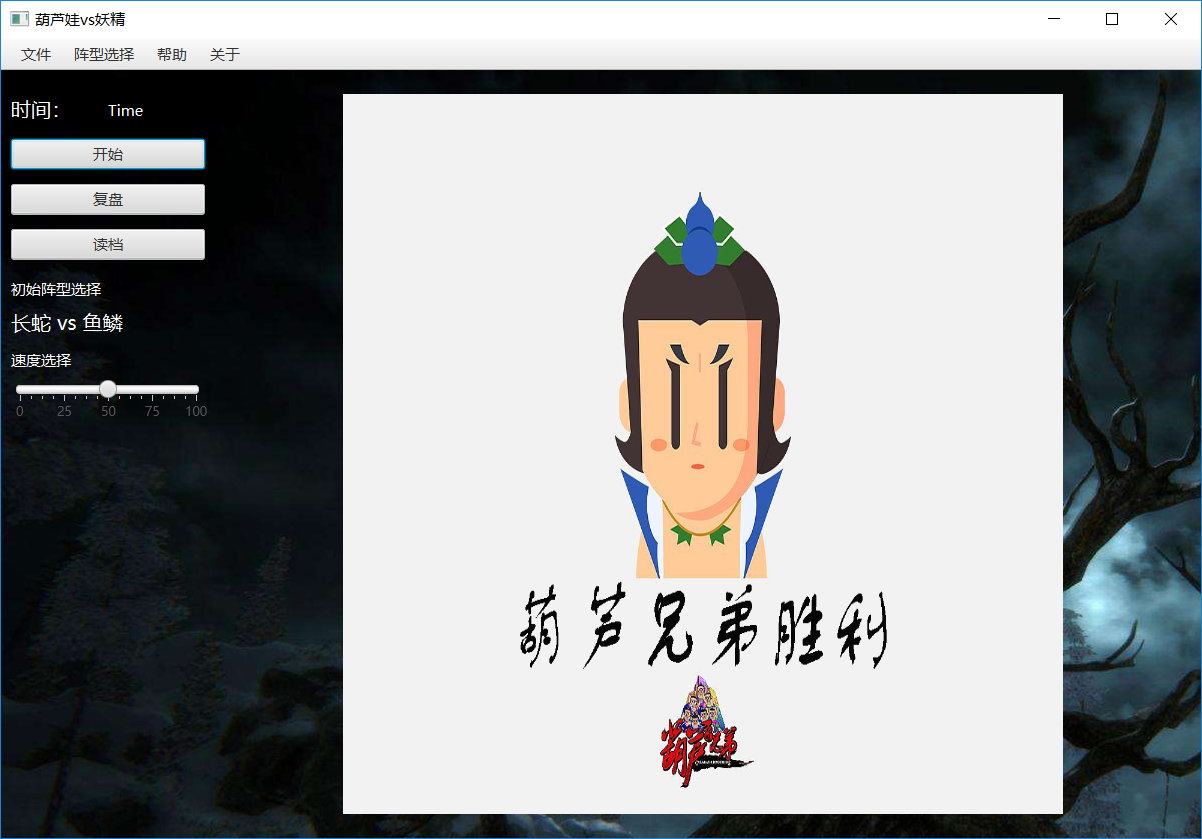 葫芦娃vs妖精
文件 阵型选择 帮助 关于
时间： Time
开始
复盘
读档
初始阵型选择
长蛇 vs 鱼鳞
速度选择
0 25 50 75 100
葫芦兄弟胜利
葫芦兄弟